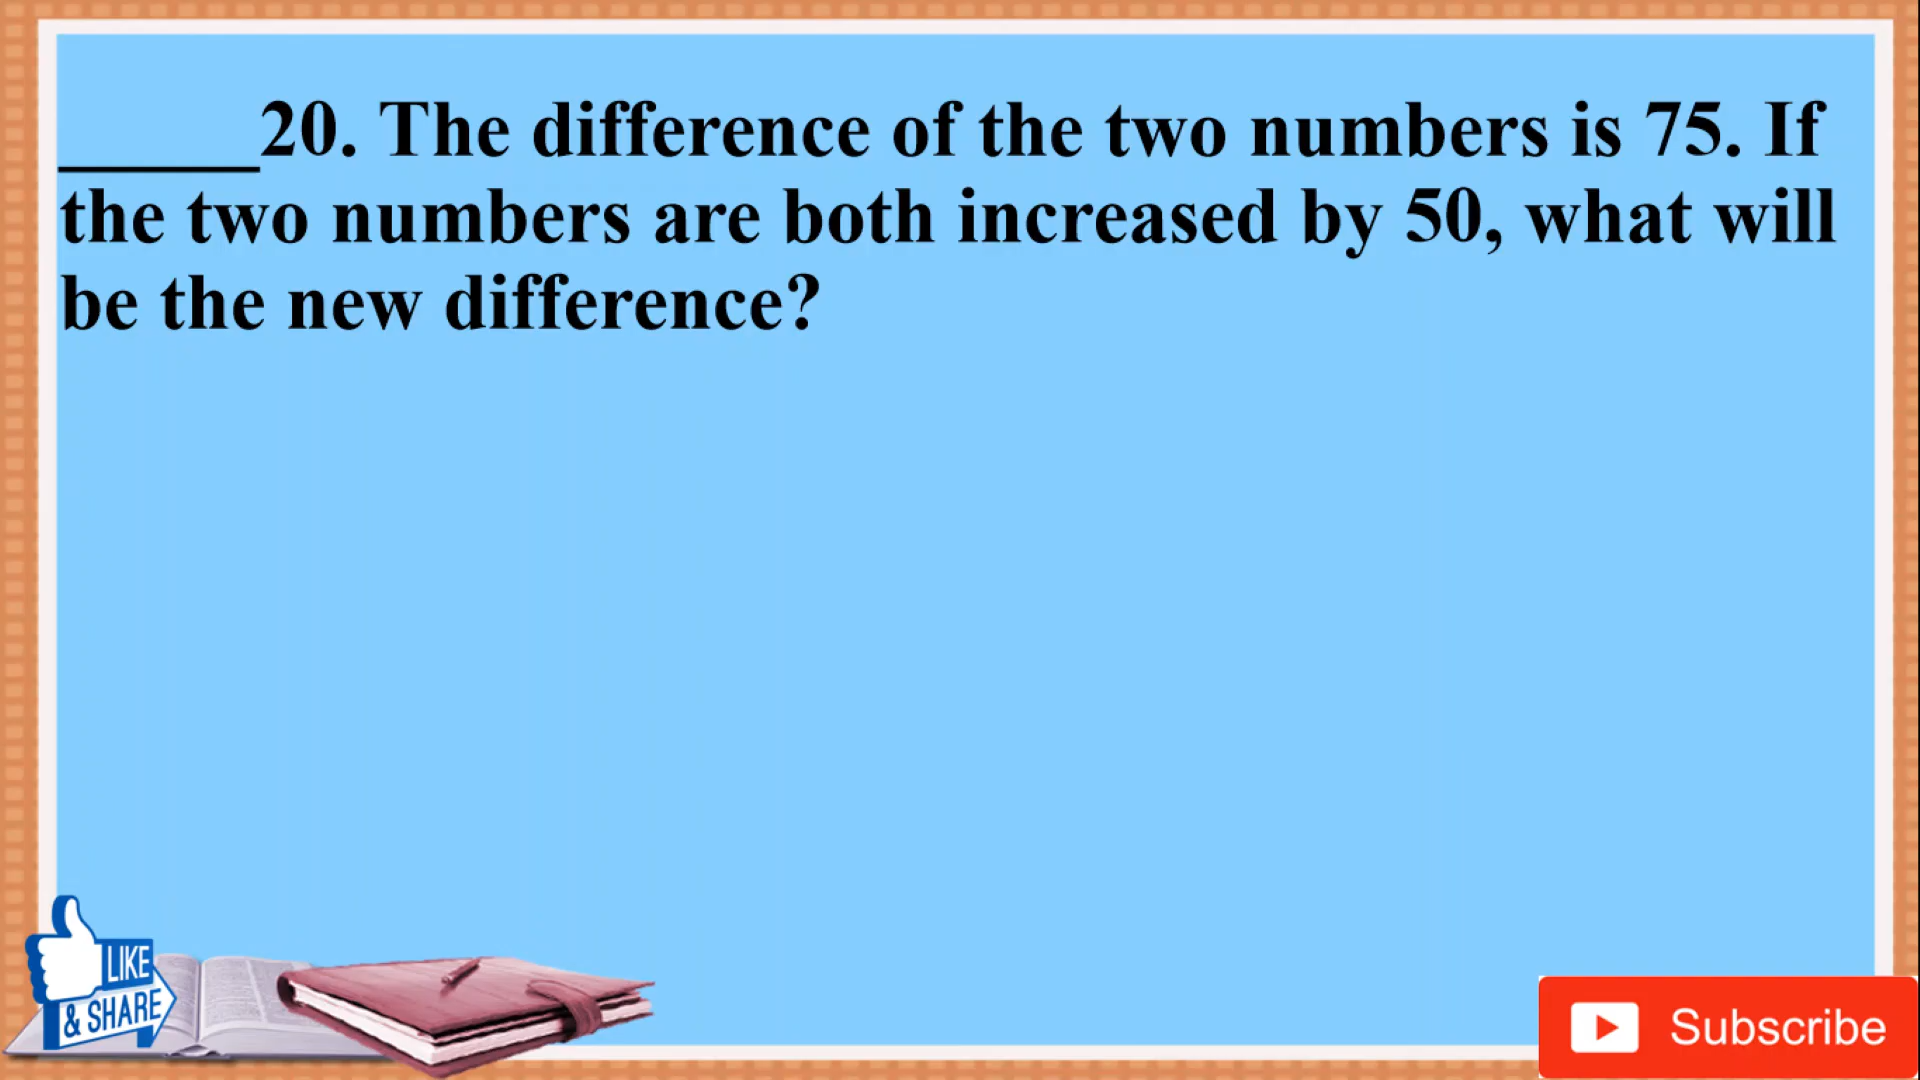 _____20. The difference of the two numbers is 75. If
the two numbers are both increased by 50, what will
be the new difference?
LIKE
& SHARE
Subscribe